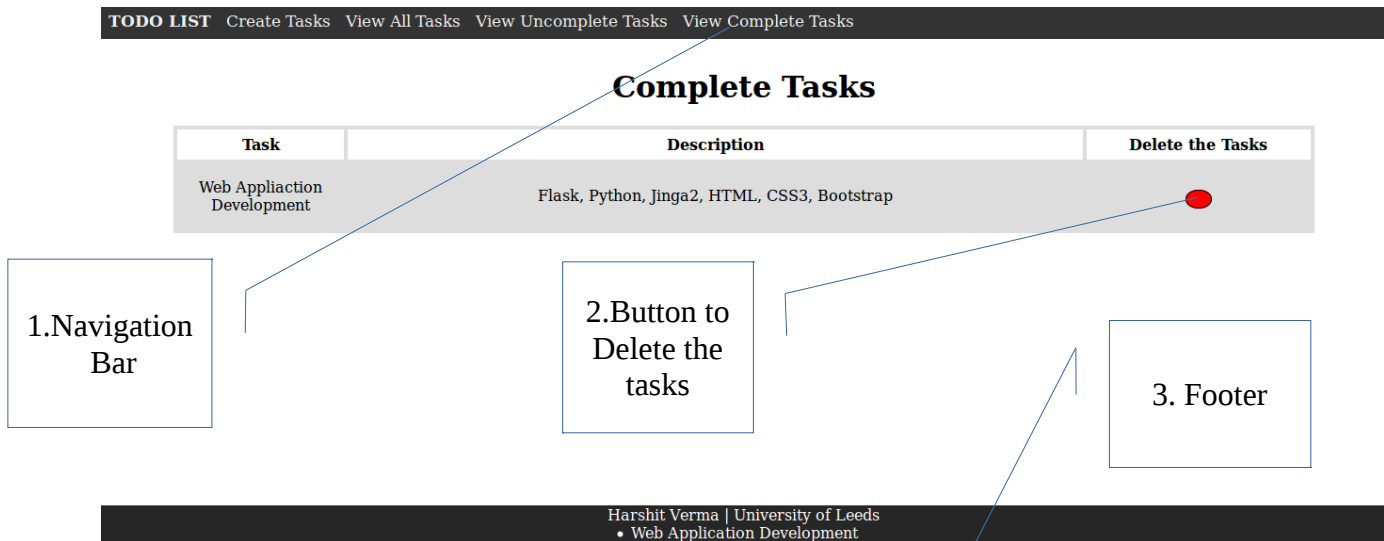 TODO LIST Create Tasks View All Tasks View Uncomplete Tasks View Complete Tasks
Complete Tasks
Task Description Delete the Tasks
Web Appliaction
Development
Flask, Python, Jinga2, HTML, CSS3, Bootstrap
1.Navigation
Bar
2.Button to
Delete the
tasks
3. Footer
Harshit Verma | University of Leeds
• Web Application Development